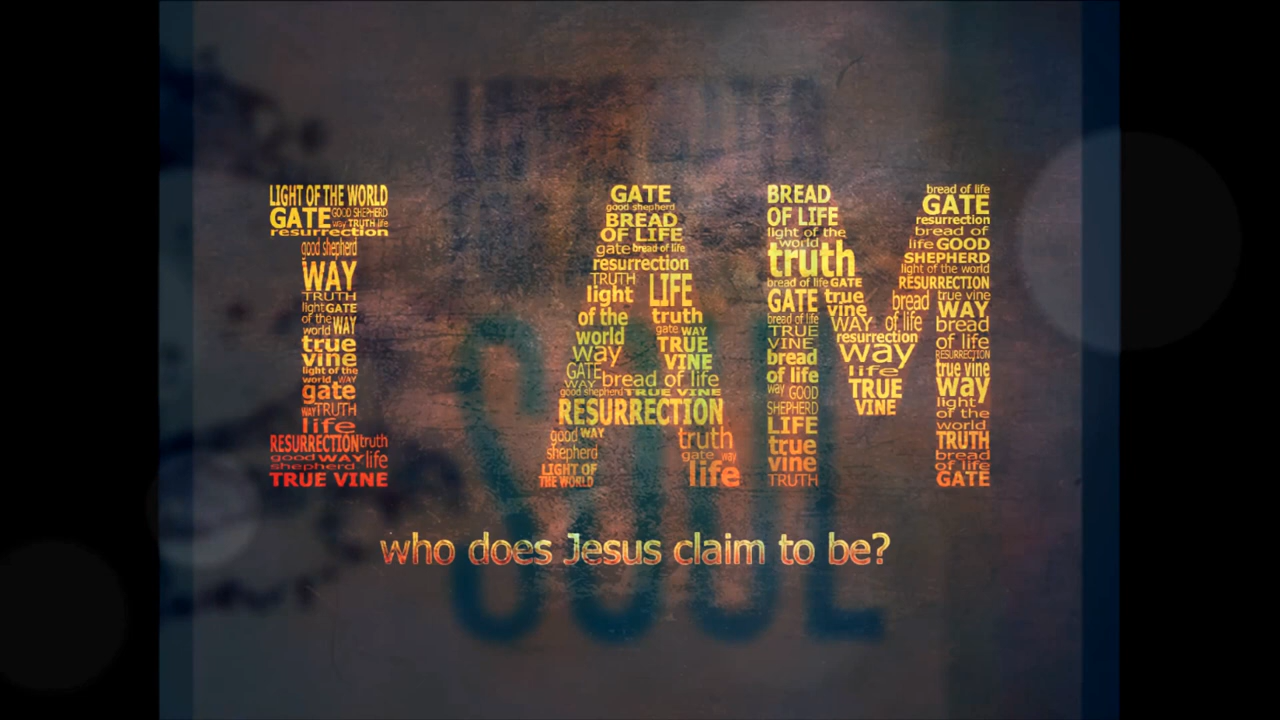 LIGHT OF THE WORLD
GATE GOOD SHEPHERD
way TRUTH life
resurrection
good shepherd
WAY
TRUTH
light GATE
of the WAY
world
true
vine
light of the
world WAY
gate
WAY TRUTH
life
RESURRECTION truth
good WAY life
shepherd
TRUE VINE
GATE
good shepherd
BREAD
OF LIFE
gate bread of life
resurrection
TRUTH LIFE
light
of the truth
world gate WAY
way TRUE
GATE VINE
WAY bread of life
good shepherd TRUE VINE
RESURRECTION
good WAY truth
shepherd gate way
LIGHT OF life
THE WORLD
BREAD
OF LIFE
light of the
world
truth
bread of life GATE
GATE true
vine
bread of life
TRUE WAY
VINE
bread
of life
way GOOD
SHEPHERD
LIFE
true
vine
TRUTH
resurrection
way
life
TRUE
VINE
bread of life
GATE
resurrection
bread of
life GOOD
SHEPHERD
light of the world
RESURRECTION
bread true vine
of life WAY
bread
of life
RESURRECTION
true vine
way
light
of the
world
TRUTH
bread
of life
GATE
who does Jesus claim to be?
SOUL